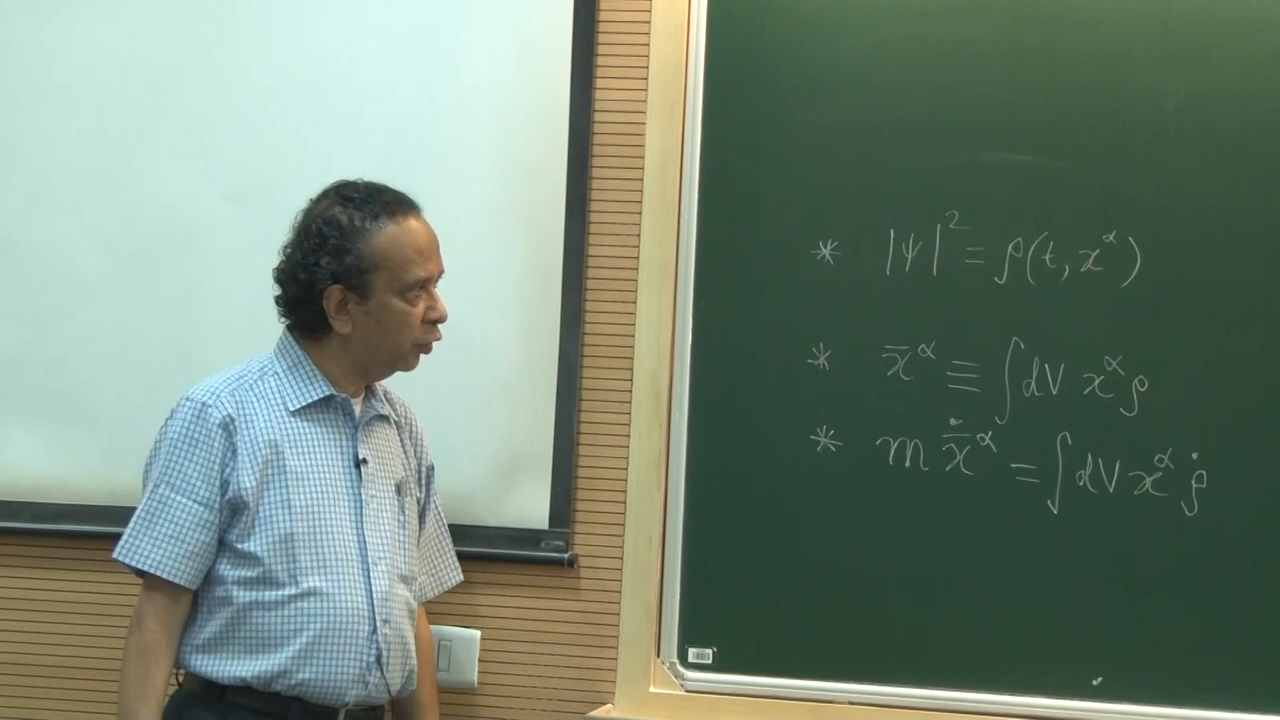 * |ψ|² = ρ(t, x^α)
* x̄^α ≡ ∫dV x^α ρ
* m ẋ̄^α = ∫dV x^α ρ̇